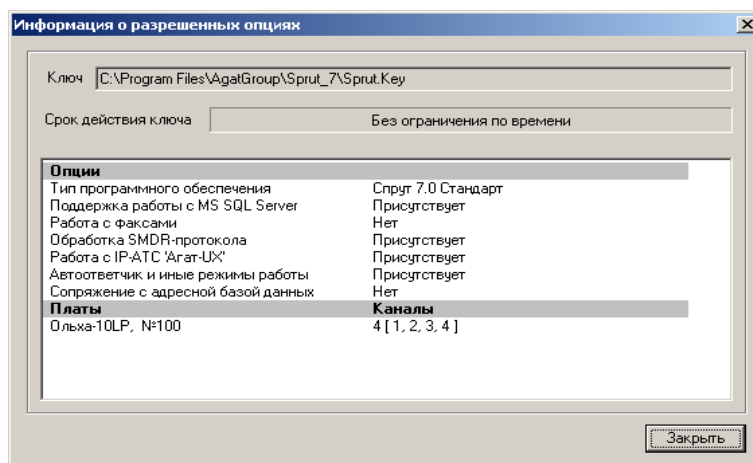 Информация о разрешенных опциях
Ключ C:\Program Files\AgatGroup\Sprut_7\Sprut.Key
Срок действия ключа Без ограничения по времени
Опции
Тип программного обеспечения Спрут 7.0 Стандарт
Поддержка работы с MS SQL Server Присутствует
Работа с факсами Нет
Обработка SMDR-протокола Присутствует
Работа с IP-АТС 'Агат-UX' Присутствует
Автоответчик и иные режимы работы Присутствует
Сопряжение с адресной базой данных Нет
Платы Каналы
Ольха-10LP, №100 4 [ 1, 2, 3, 4 ]
Закрыть